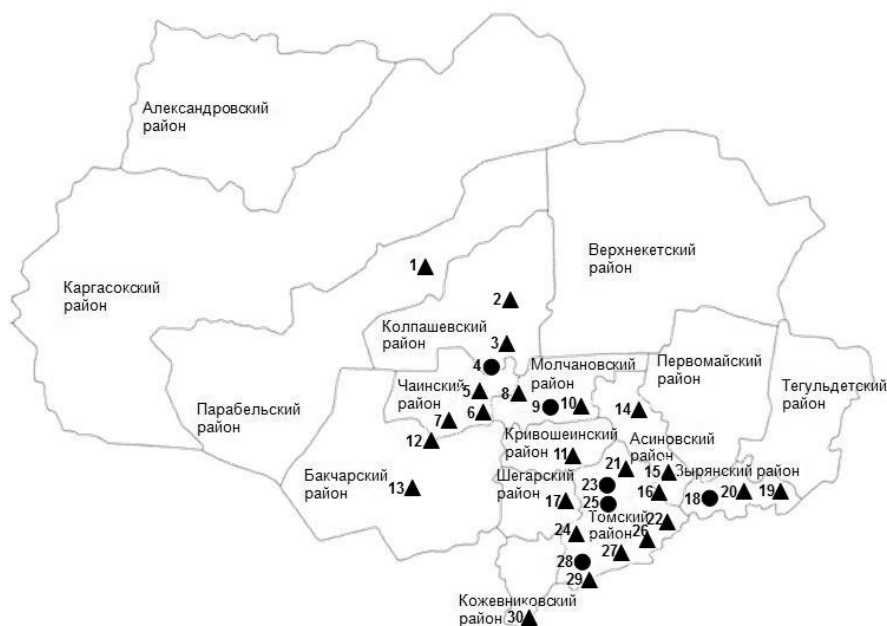 Александровский
район
Верхнекетский
район
1
Каргасокский
район
2
Колпашевский
район
3
4
Молчановский
район
Первомайский
район
Тегульдетский
район
Чаинский
район
5
8
6
9
10
14
Парабельский
район
7
12
Кривошеинский
район
11
Асиновский
район
21
15
Зырянский район
Бакчарский
район
13
Шегарский
район
17
23
25
16
18
20
19
Томский
район
22
24
26
27
28
29
Кожевниковский
район
30